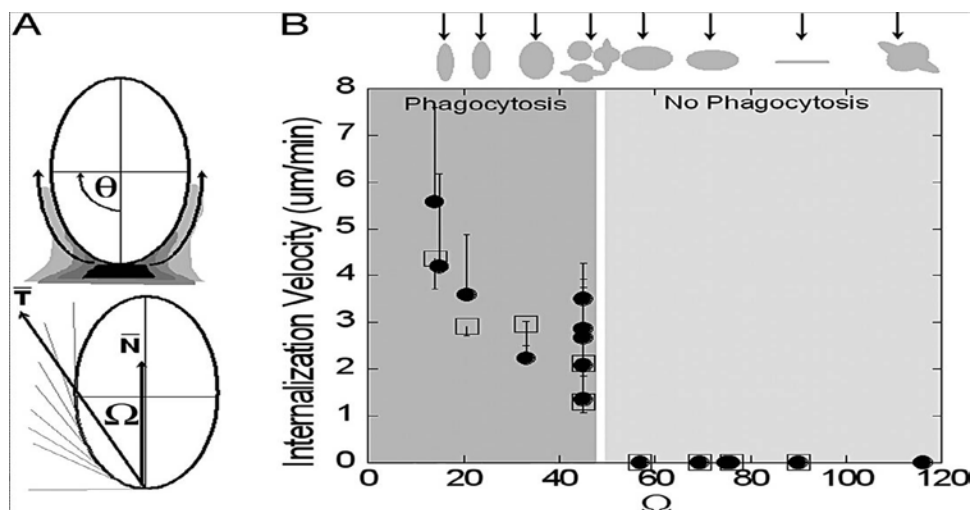 A
θ
T̅
N̅
Ω
B
Phagocytosis
No Phagocytosis
Internalization Velocity (um/min)
8
7
6
5
4
3
2
1
0
0 20 40 60 80 100 120
Ω